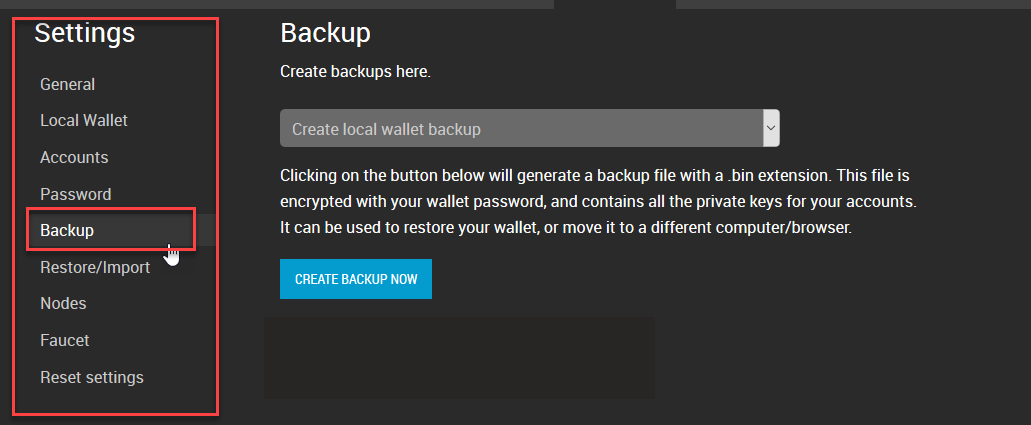 Settings
General
Local Wallet
Accounts
Password
Backup
Restore/Import
Nodes
Faucet
Reset settings
Backup
Create backups here.
Create local wallet backup
Clicking on the button below will generate a backup file with a .bin extension. This file is
encrypted with your wallet password, and contains all the private keys for your accounts.
It can be used to restore your wallet, or move it to a different computer/browser.
CREATE BACKUP NOW